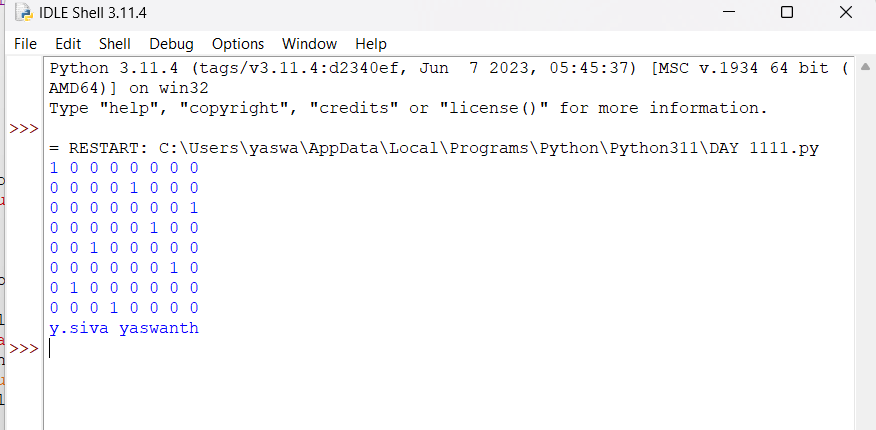 IDLE Shell 3.11.4
File Edit Shell Debug Options Window Help
Python 3.11.4 (tags/v3.11.4:d2340ef, Jun  7 2023, 05:45:37) [MSC v.1934 64 bit (
AMD64)] on win32
Type "help", "copyright", "credits" or "license()" for more information.
>>>
= RESTART: C:\Users\yaswa\AppData\Local\Programs\Python\Python311\DAY 1111.py
1 0 0 0 0 0 0 0
0 0 0 0 1 0 0 0
0 0 0 0 0 0 0 1
0 0 0 0 0 1 0 0
0 0 1 0 0 0 0 0
0 0 0 0 0 0 1 0
0 1 0 0 0 0 0 0
0 0 0 1 0 0 0 0
y.siva yaswanth
>>>